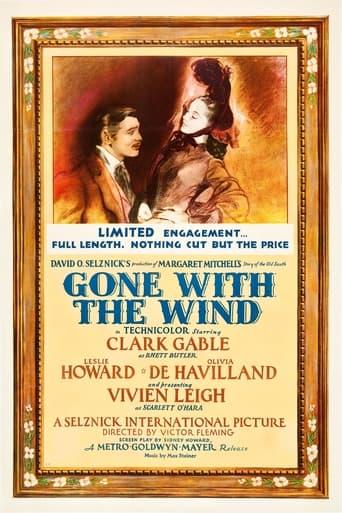 LIMITED ENGAGEMENT...
FULL LENGTH. NOTHING CUT BUT THE PRICE
DAVID O. SELZNICK'S production of MARGARET MITCHELL'S Story of the Old South
GONE WITH
THE WIND
in TECHNICOLOR Starring
CLARK GABLE
as RHETT BUTLER
LESLIE OLIVIA
HOWARD ☆ DE HAVILLAND
and presenting
VIVIEN LEIGH
as SCARLETT O'HARA
A SELZNICK INTERNATIONAL PICTURE
DIRECTED BY VICTOR FLEMING
SCREEN PLAY BY SIDNEY HOWARD
A METRO-GOLDWYN-MAYER Release
Music by Max Steiner